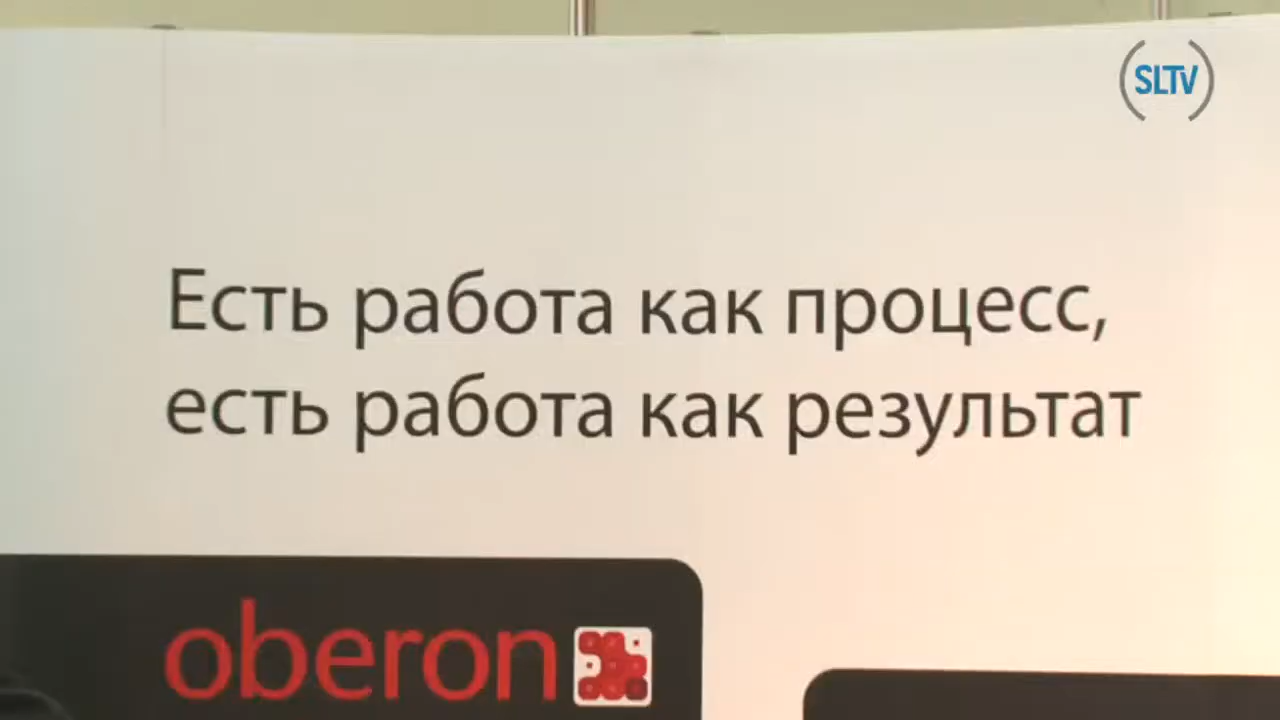 SLTV
Есть работа как процесс,
есть работа как результат
oberon